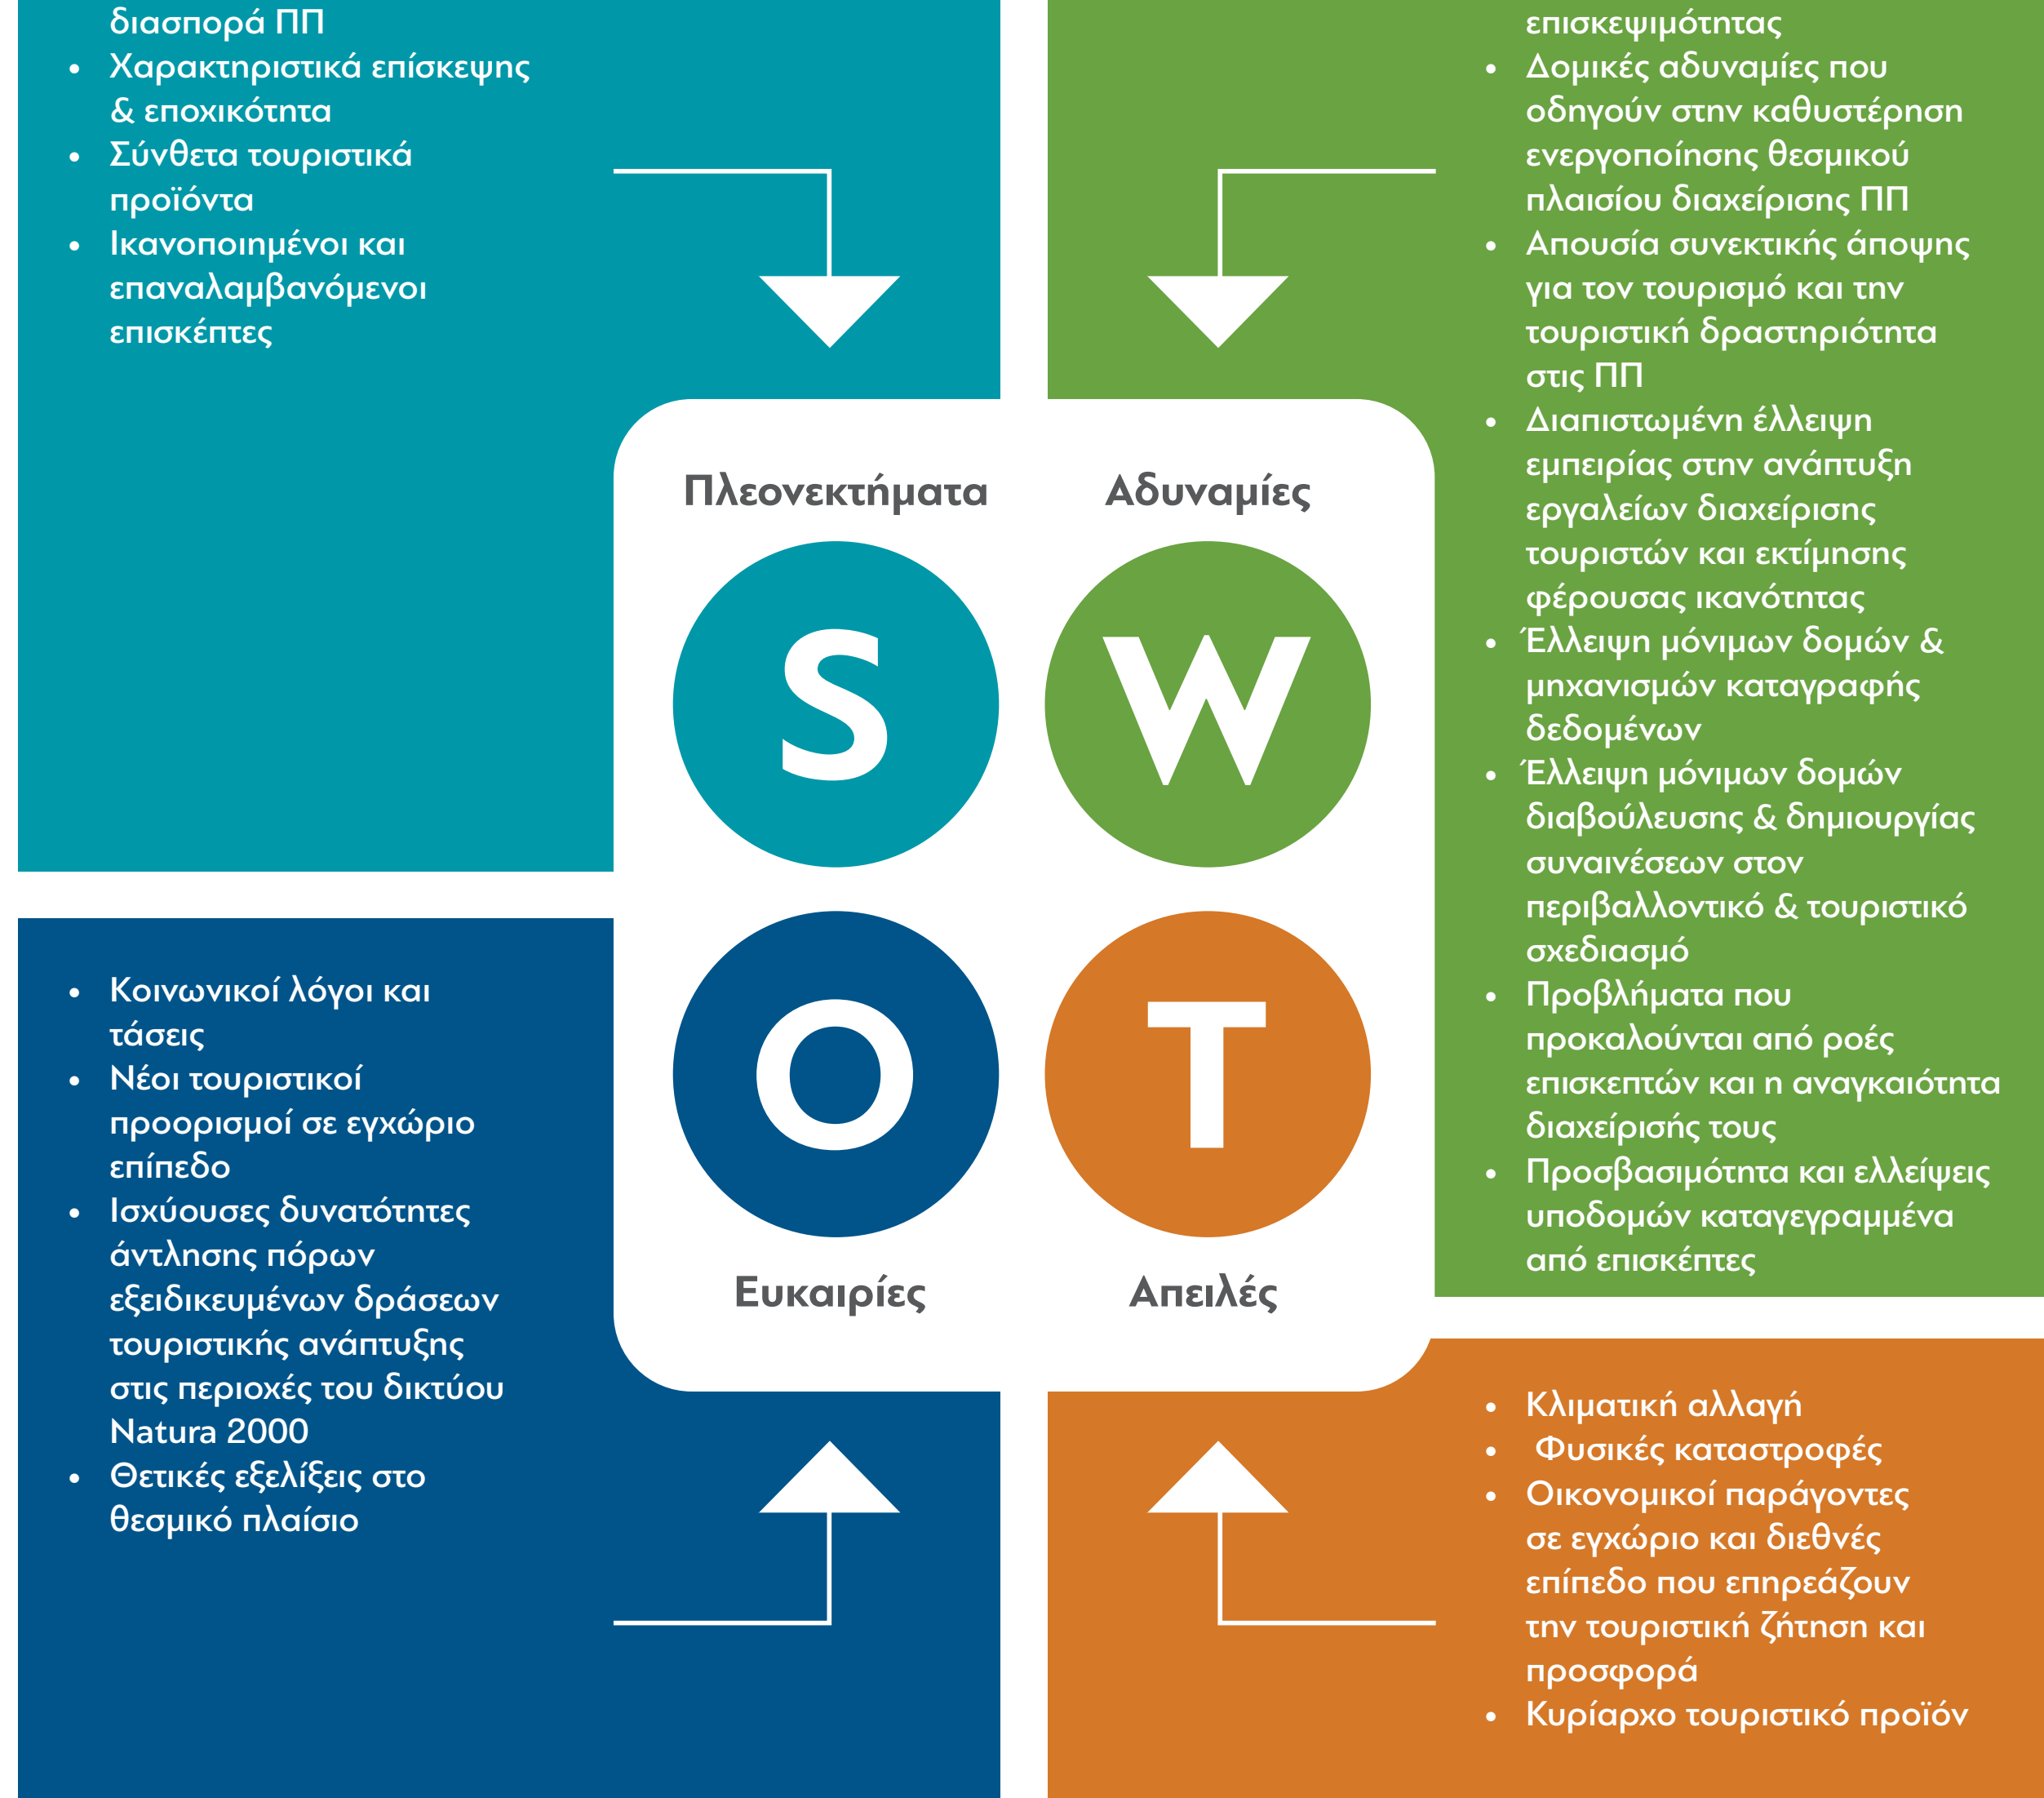 διασπορά ΠΠ
• Χαρακτηριστικά επίσκεψης
& εποχικότητα
• Σύνθετα τουριστικά
προϊόντα
• Ικανοποιημένοι και
επαναλαμβανόμενοι
επισκέπτες
επισκεψιμότητας
• Δομικές αδυναμίες που
οδηγούν στην καθυστέρηση
ενεργοποίησης θεσμικού
πλαισίου διαχείρισης ΠΠ
• Απουσία συνεκτικής άποψης
για τον τουρισμό και την
τουριστική δραστηριότητα
στις ΠΠ
• Διαπιστωμένη έλλειψη
εμπειρίας στην ανάπτυξη
εργαλείων διαχείρισης
τουριστών και εκτίμησης
φέρουσας ικανότητας
• Έλλειψη μόνιμων δομών &
μηχανισμών καταγραφής
δεδομένων
• Έλλειψη μόνιμων δομών
διαβούλευσης & δημιουργίας
συναινέσεων στον
περιβαλλοντικό & τουριστικό
σχεδιασμό
• Προβλήματα που
προκαλούνται από ροές
επισκεπτών και η αναγκαιότητα
διαχείρισής τους
• Προσβασιμότητα και ελλείψεις
υποδομών καταγεγραμμένα
από επισκέπτες
Πλεονεκτήματα
Αδυναμίες
S
W
O
T
Ευκαιρίες
Απειλές
• Κοινωνικοί λόγοι και
τάσεις
• Νέοι τουριστικοί
προορισμοί σε εγχώριο
επίπεδο
• Ισχύουσες δυνατότητες
άντλησης πόρων
εξειδικευμένων δράσεων
τουριστικής ανάπτυξης
στις περιοχές του δικτύου
Natura 2000
• Θετικές εξελίξεις στο
θεσμικό πλαίσιο
• Κλιματική αλλαγή
• Φυσικές καταστροφές
• Οικονομικοί παράγοντες
σε εγχώριο και διεθνές
επίπεδο που επηρεάζουν
την τουριστική ζήτηση και
προσφορά
• Κυρίαρχο τουριστικό προϊόν